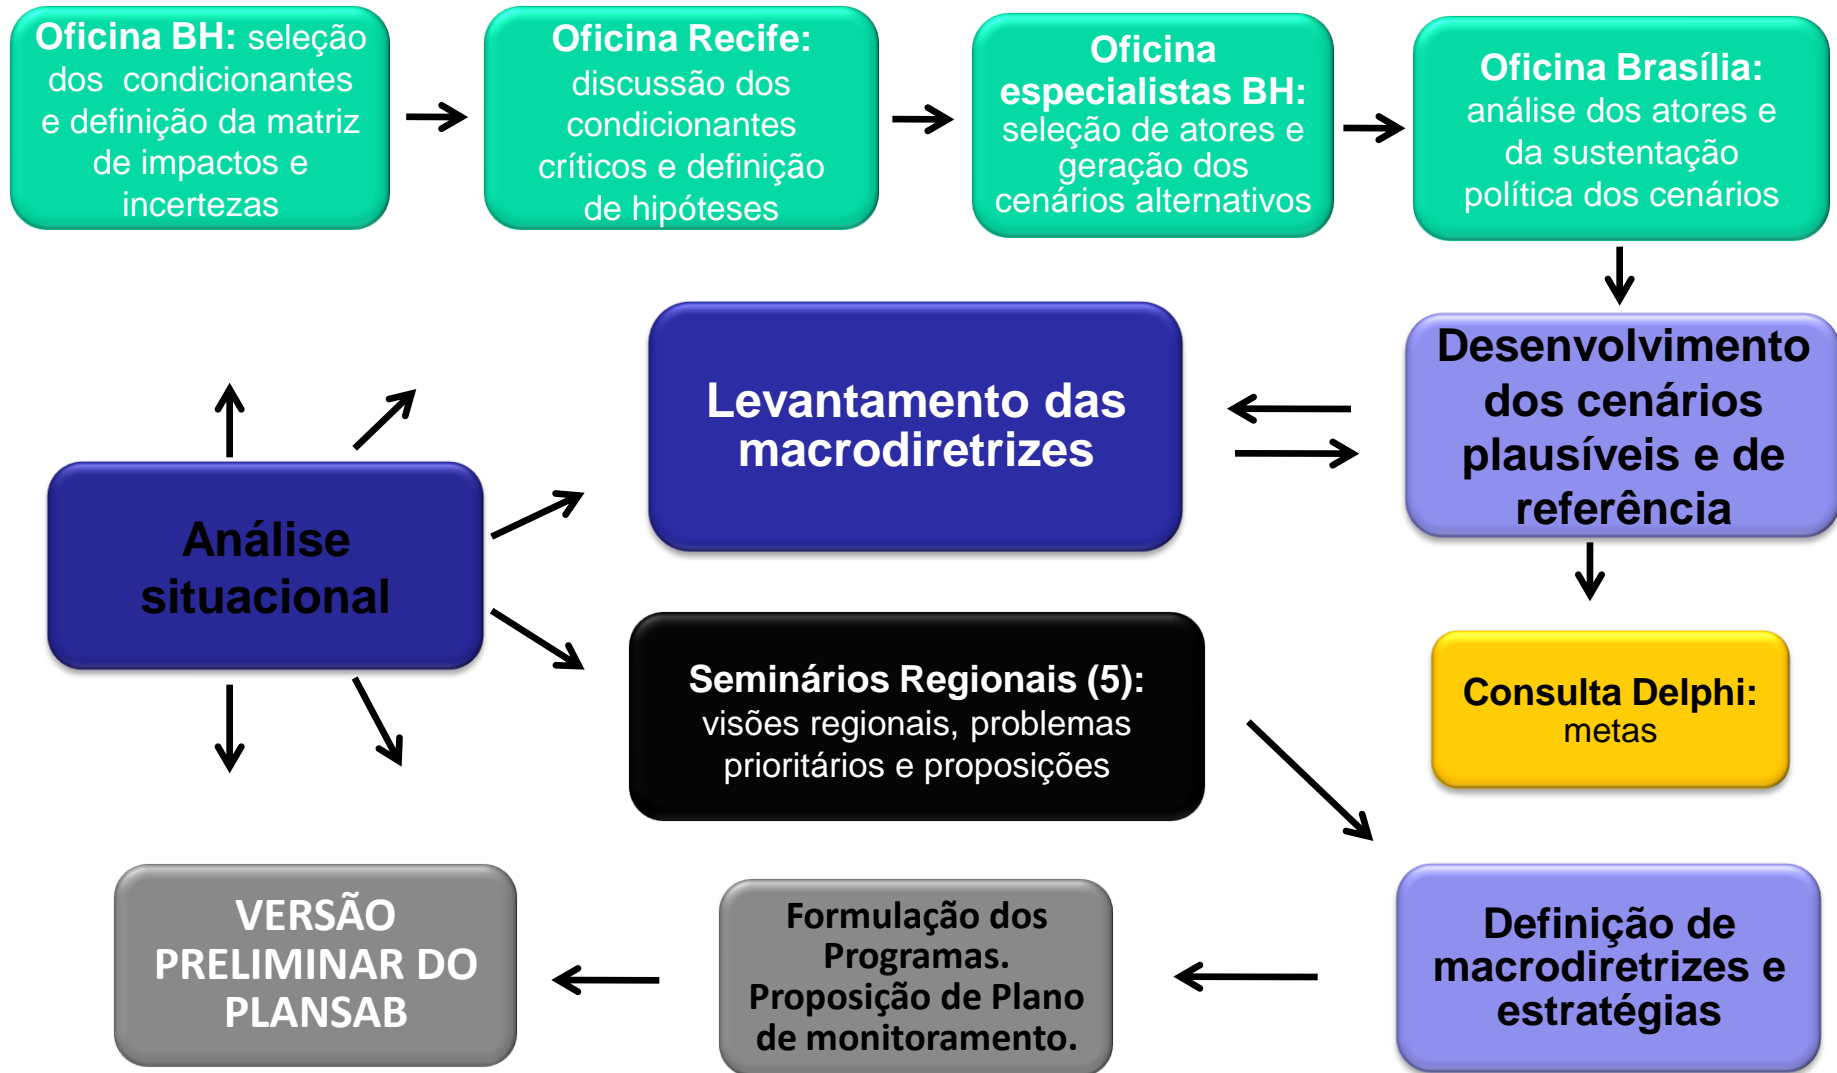 Oficina BH: seleção
dos condicionantes
e definição da matriz
de impactos e
incertezas
Oficina Recife:
discussão dos
condicionantes
críticos e definição
de hipóteses
Oficina
especialistas BH:
seleção de atores e
geração dos
cenários alternativos
Oficina Brasília:
análise dos atores e
da sustentação
política dos cenários
Levantamento das
macrodiretrizes
Desenvolvimento
dos cenários
plausíveis e de
referência
Análise
situacional
Seminários Regionais (5):
visões regionais, problemas
prioritários e proposições
Consulta Delphi:
metas
VERSÃO
PRELIMINAR DO
PLANSAB
Formulação dos
Programas.
Proposição de Plano
de monitoramento.
Definição de
macrodiretrizes e
estratégias